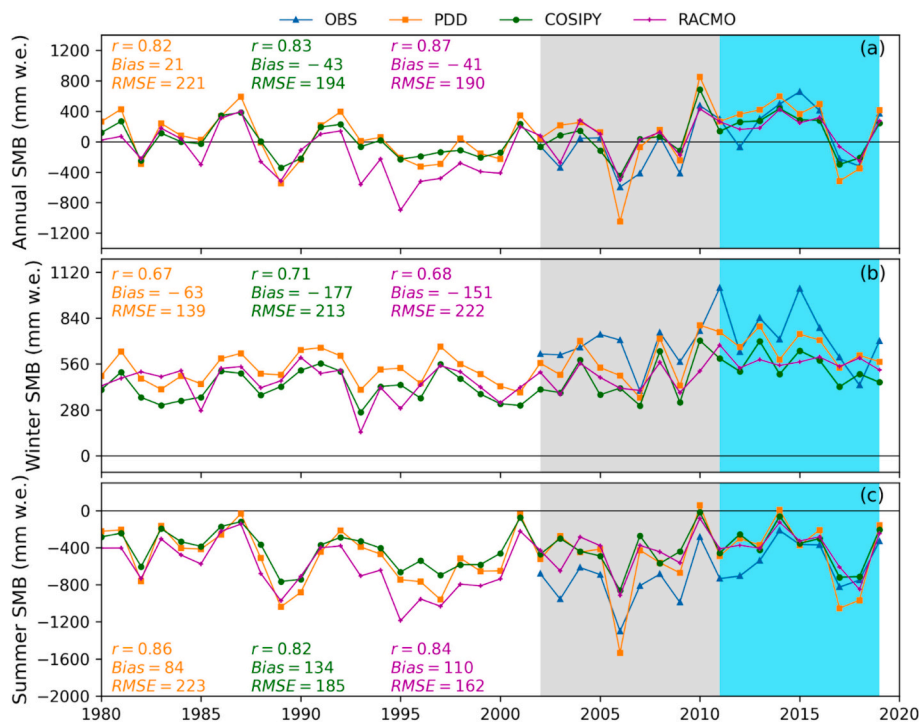 OBS PDD COSIPY RACMO
Annual SMB (mm w.e.)
1200
800
400
0
−400
−800
−1200
r = 0.82 r = 0.83 r = 0.87 (a)
Bias = 21 Bias = − 43 Bias = − 41
RMSE = 221 RMSE = 194 RMSE = 190
Winter SMB (mm w.e.)
1120
840
560
280
0
r = 0.67 r = 0.71 r = 0.68 (b)
Bias = − 63 Bias = − 177 Bias = − 151
RMSE = 139 RMSE = 213 RMSE = 222
Summer SMB (mm w.e.)
0
−400
−800
−1200
−1600
−2000
(c)
r = 0.86 r = 0.82 r = 0.84
Bias = 84 Bias = 134 Bias = 110
RMSE = 223 RMSE = 185 RMSE = 162
1980 1985 1990 1995 2000 2005 2010 2015 2020